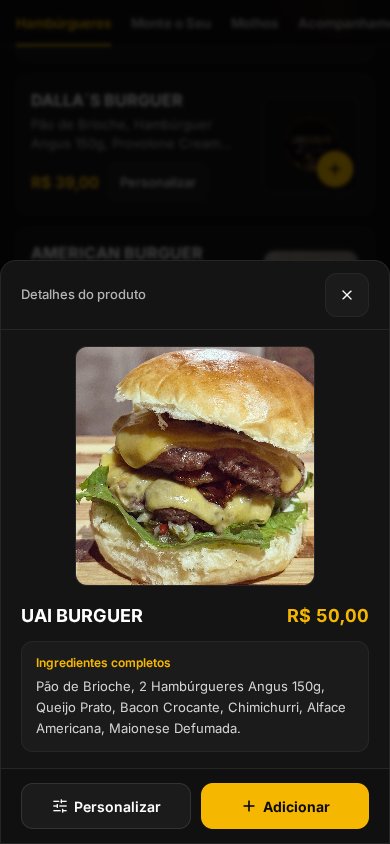 Hambúrgueres Monte o Seu Molhos Acompanham
DALLA´S BURGUER
Pão de Brioche, Hambúrguer
Angus 150g, Provolone Cream...
R$ 39,00 Personalizar
AMERICAN BURGUER
Detalhes do produto
UAI BURGUER R$ 50,00
Ingredientes completos
Pão de Brioche, 2 Hambúrgueres Angus 150g,
Queijo Prato, Bacon Crocante, Chimichurri, Alface
Americana, Maionese Defumada.
Personalizar + Adicionar